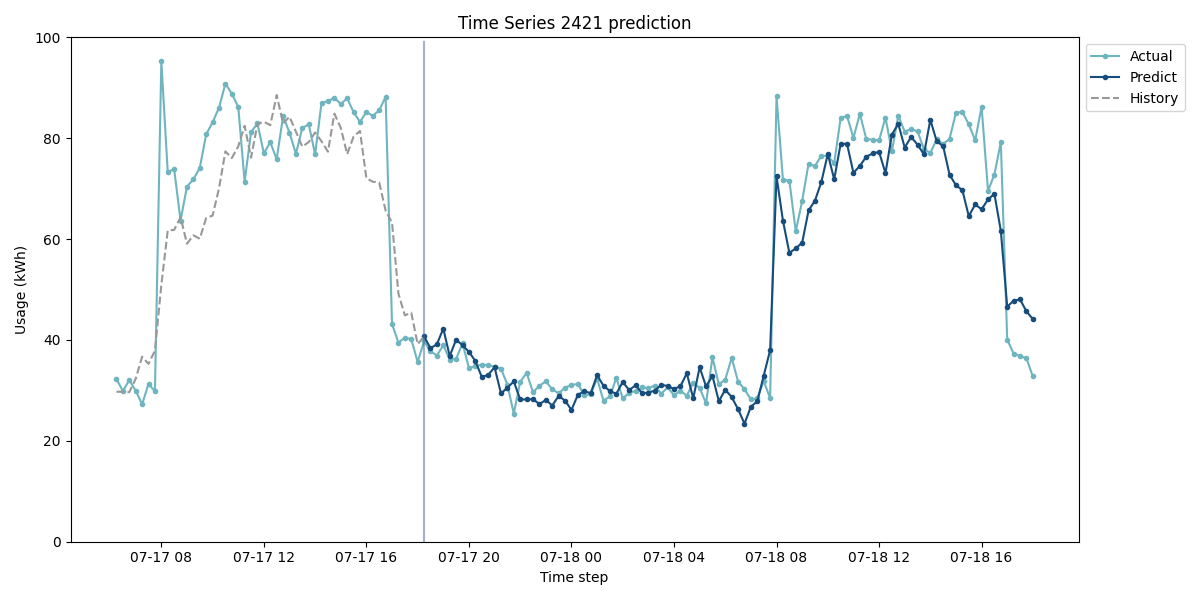 Time Series 2421 prediction
100
80
60
40
20
0
Usage (kWh)
07-17 08
07-17 12
07-17 16
07-17 20
07-18 00
07-18 04
07-18 08
07-18 12
07-18 16
Time step
Actual
Predict
History